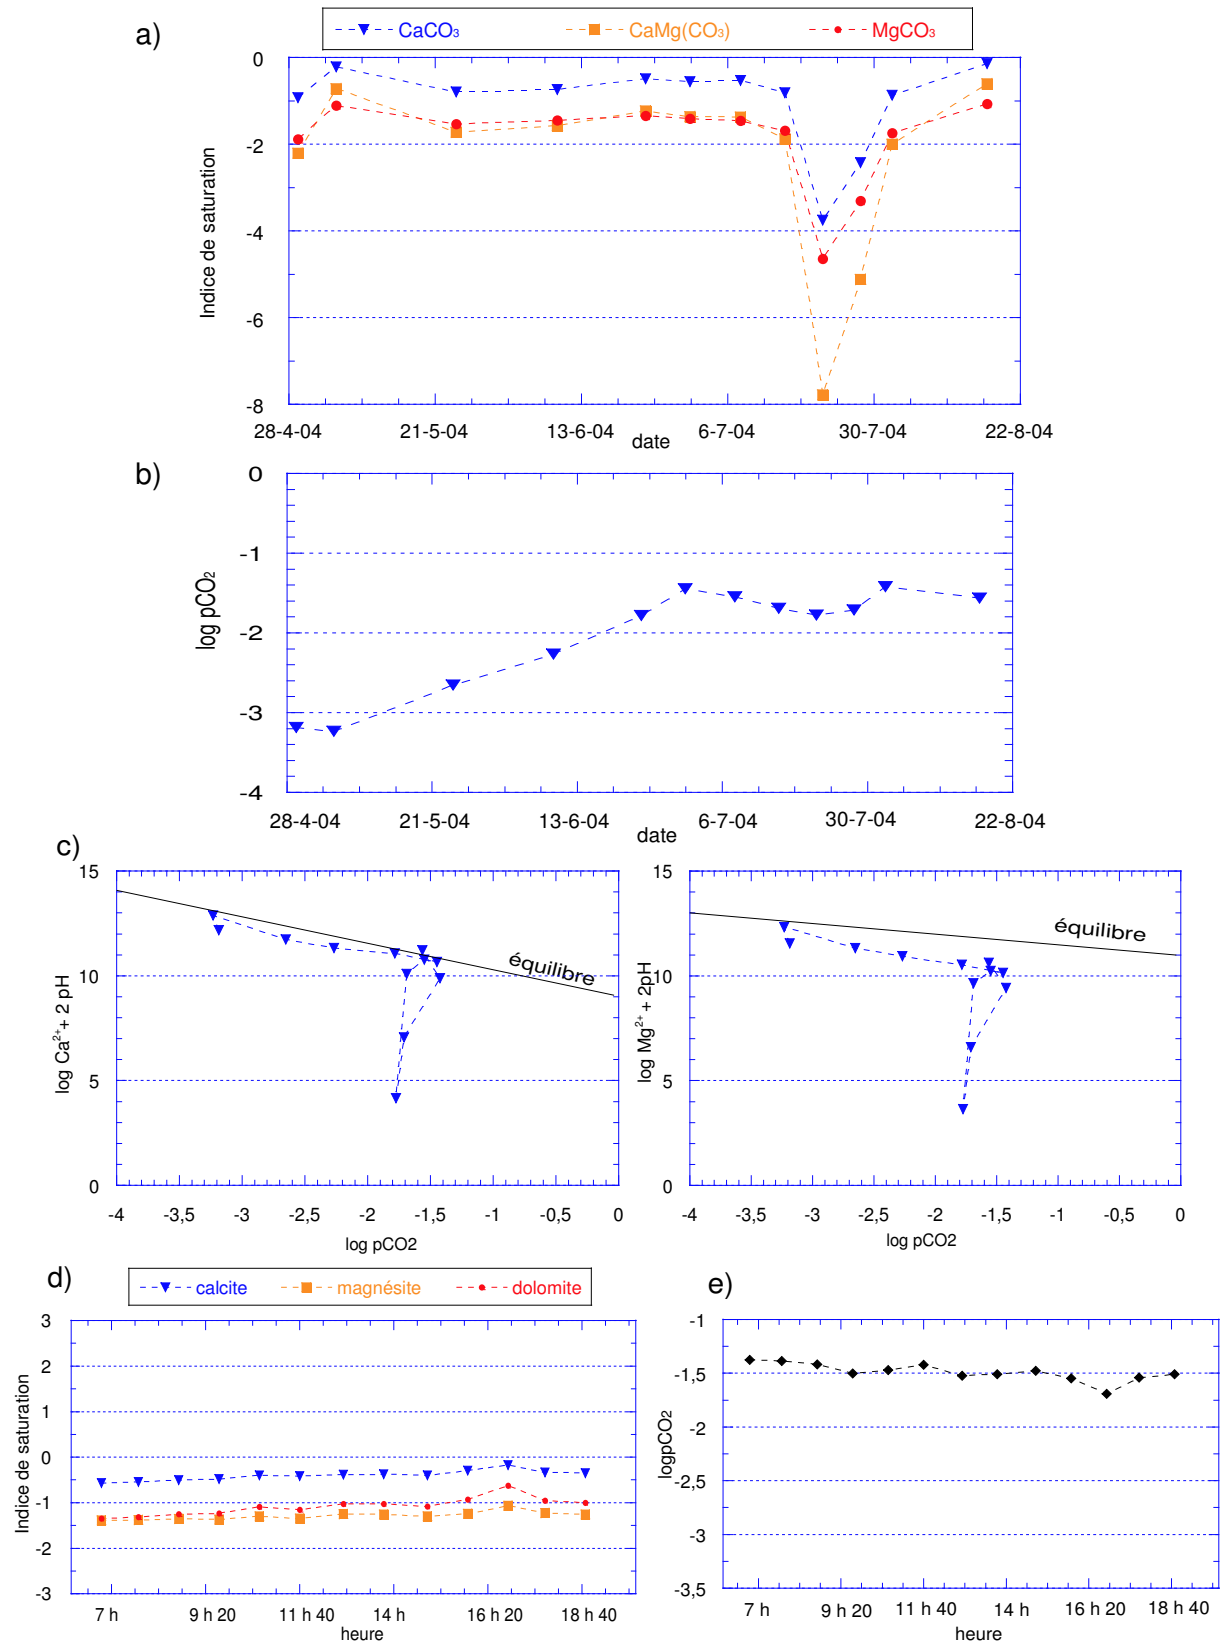 a)
CaCO₃ CaMg(CO₃) MgCO₃
Indice de saturation
0
-2
-4
-6
-8
28-4-04 21-5-04 13-6-04 6-7-04 30-7-04 22-8-04
date
b)
log pCO₂
0
-1
-2
-3
-4
28-4-04 21-5-04 13-6-04 6-7-04 30-7-04 22-8-04
date
c)
log Ca²⁺+ 2 pH
15
10
5
0
équilibre
-4 -3,5 -3 -2,5 -2 -1,5 -1 -0,5 0
log pCO2
log Mg²⁺ + 2pH
15
10
5
0
équilibre
-4 -3,5 -3 -2,5 -2 -1,5 -1 -0,5 0
log pCO2
d)
calcite magnésite dolomite
Indice de saturation
3
2
1
0
-1
-2
-3
7 h 9 h 20 11 h 40 14 h 16 h 20 18 h 40
heure
e)
logpCO₂
-1
-1,5
-2
-2,5
-3
-3,5
7 h 9 h 20 11 h 40 14 h 16 h 20 18 h 40
heure